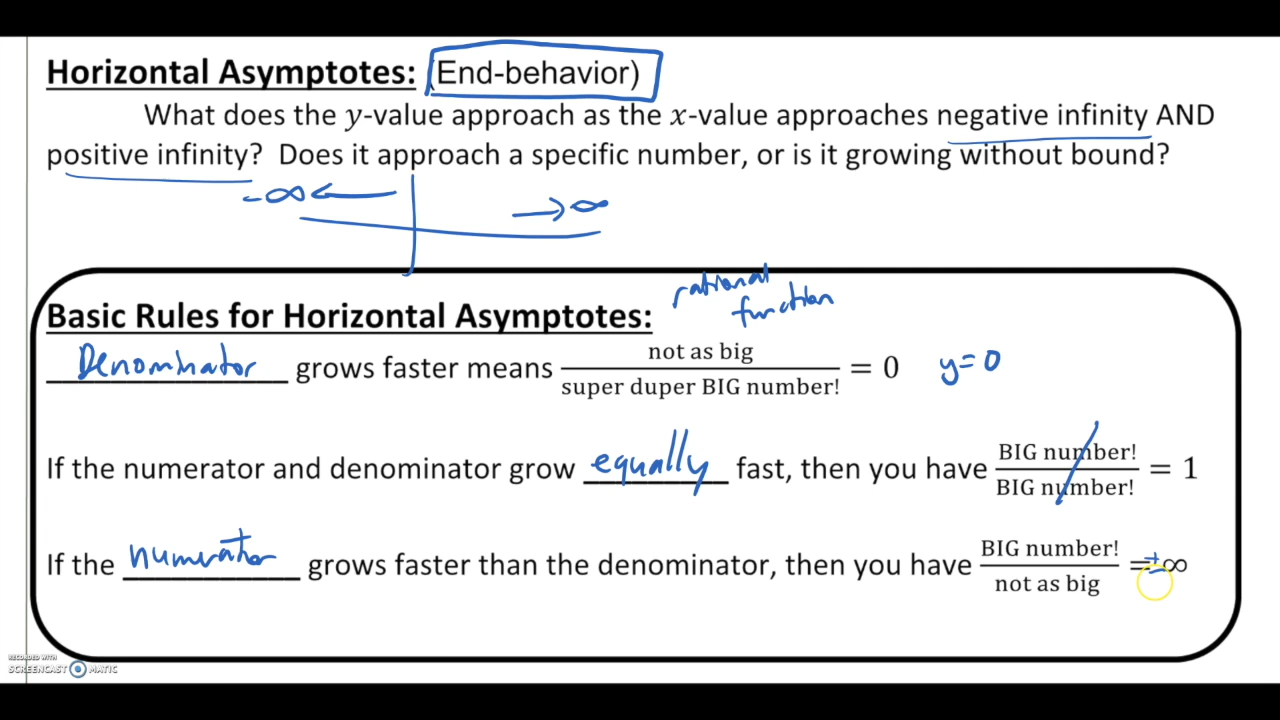 Horizontal Asymptotes: (End-behavior)
What does the y-value approach as the x-value approaches negative infinity AND
positive infinity? Does it approach a specific number, or is it growing without bound?
-∞ ← → ∞
rational
function
Basic Rules for Horizontal Asymptotes:
Denominator grows faster means not as big / super duper BIG number! = 0 y=0
If the numerator and denominator grow equally fast, then you have BIG number! / BIG number! = 1
If the numerator grows faster than the denominator, then you have BIG number! / not as big = ±∞
RECORDED WITH
SCREENCAST MATIC